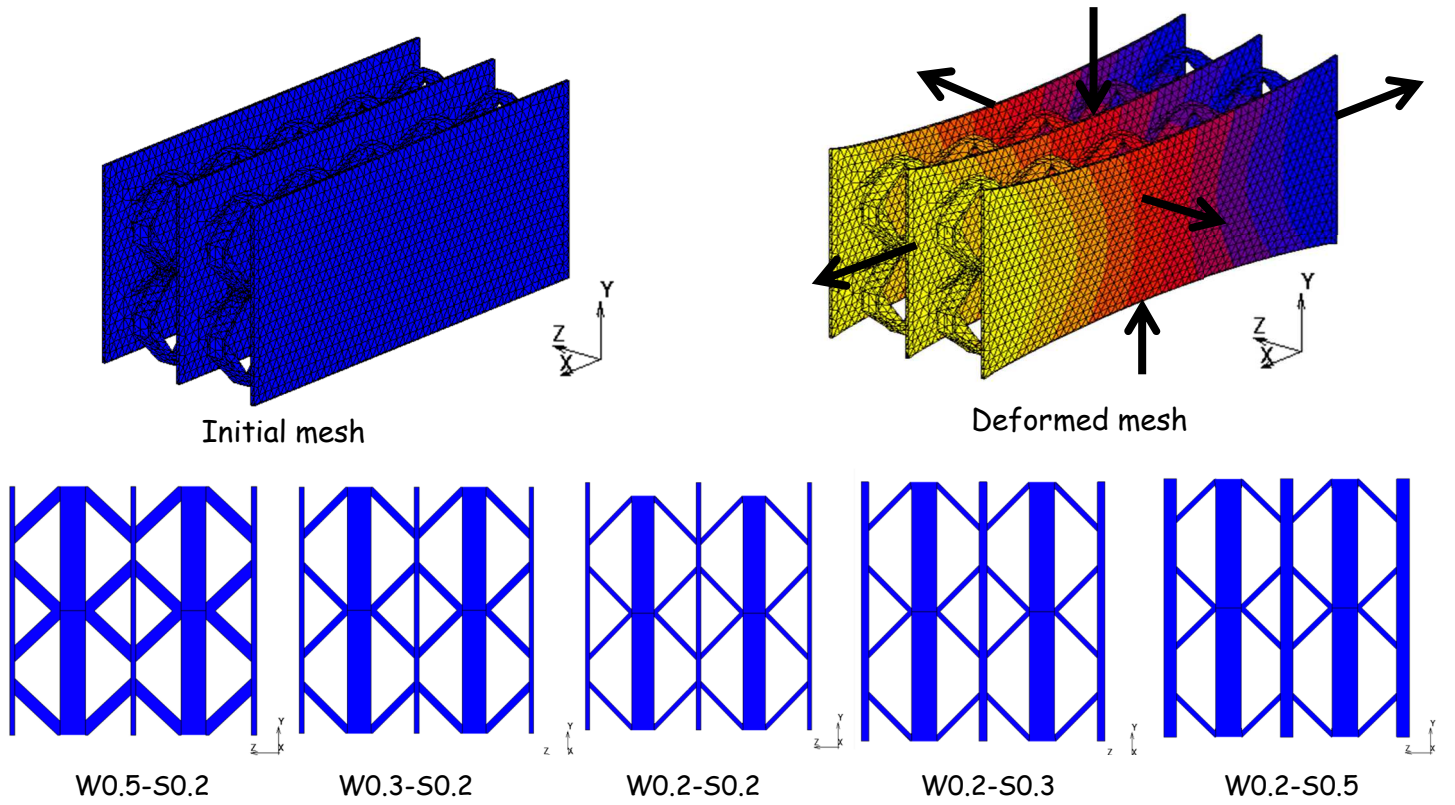 Y
Z
X
Initial mesh
Y
Z
X
Deformed mesh
Y
Z
X
Y
Z
X
Y
Z
X
Y
Z
X
Y
Z
X
W0.5-S0.2
W0.3-S0.2
W0.2-S0.2
W0.2-S0.3
W0.2-S0.5